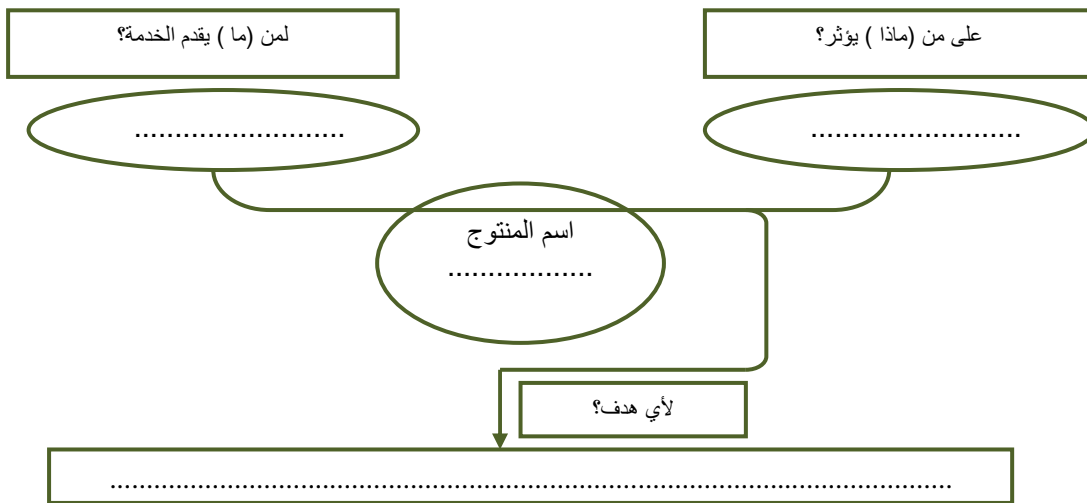 على من (ماذا ) يؤثر؟
لمن (ما ) يقدم الخدمة؟
..........................
..........................
اسم المنتوج
..................
لأي هدف؟
........................................................................................................